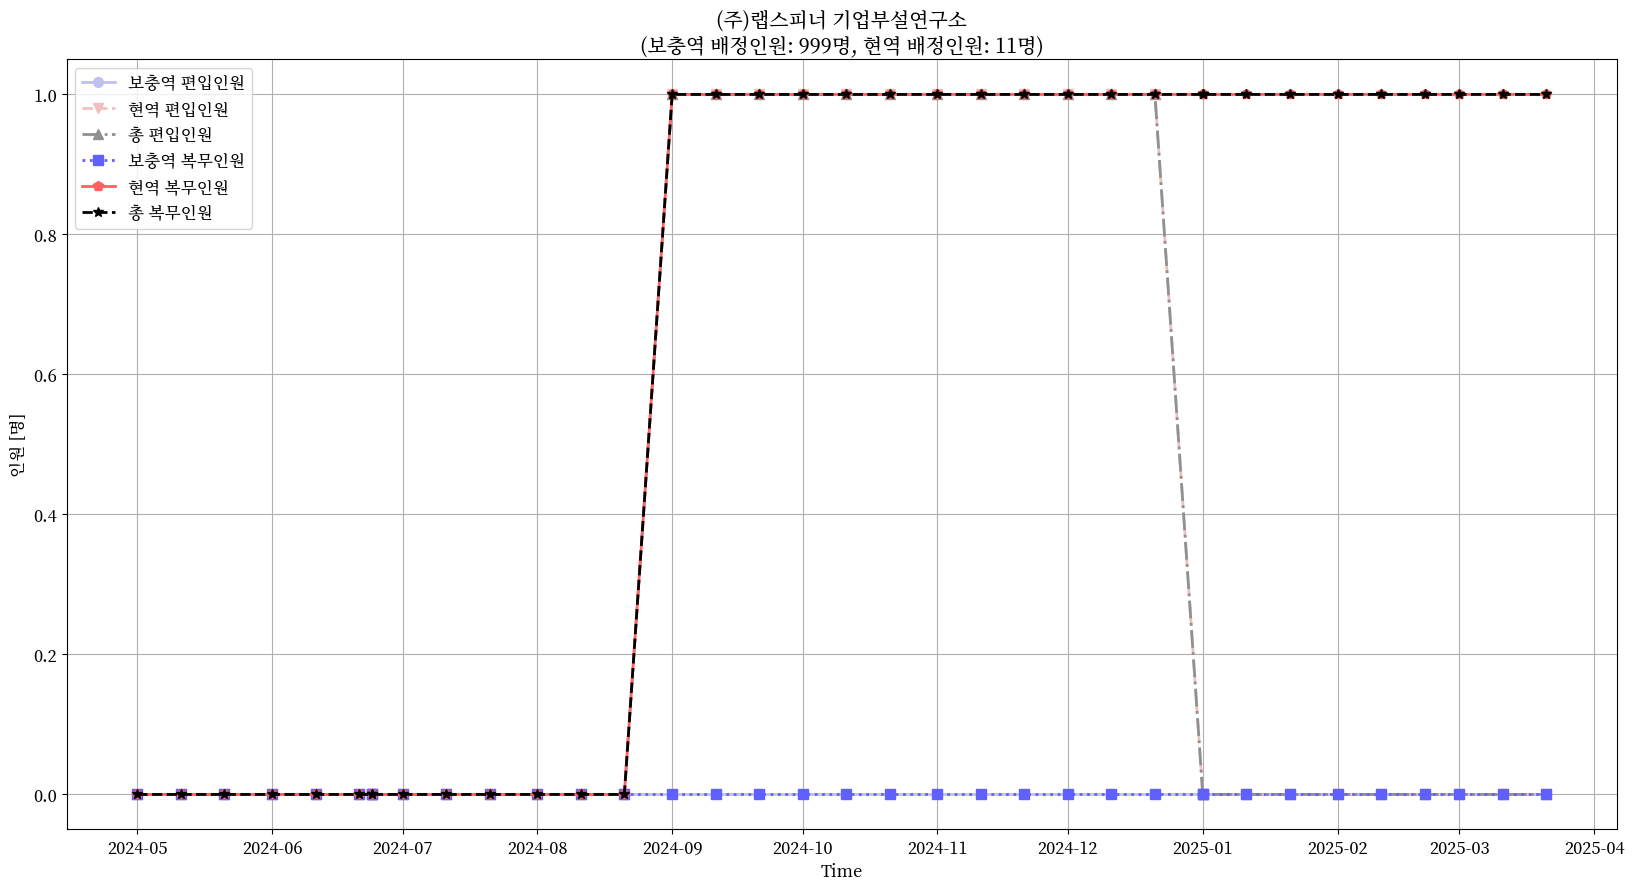 (주)랩스피너 기업부설연구소
(보충역 배정인원: 999명, 현역 배정인원: 11명)
보충역 편입인원
현역 편입인원
총 편입인원
보충역 복무인원
현역 복무인원
총 복무인원
1.0
0.8
0.6
0.4
0.2
0.0
인원 [명]
2024-05
2024-06
2024-07
2024-08
2024-09
2024-10
2024-11
2024-12
2025-01
2025-02
2025-03
2025-04
Time